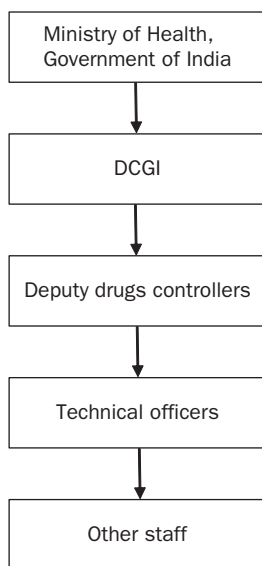 Ministry of Health,
Government of India
DCGI
Deputy drugs controllers
Technical officers
Other staff